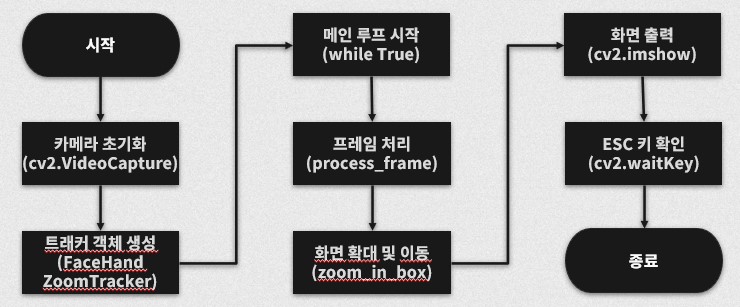 시작
카메라 초기화
(cv2.VideoCapture)
트래커 객체 생성
(FaceHand
ZoomTracker)
메인 루프 시작
(while True)
프레임 처리
(process_frame)
화면 확대 및 이동
(zoom_in_box)
화면 출력
(cv2.imshow)
ESC 키 확인
(cv2.waitKey)
종료